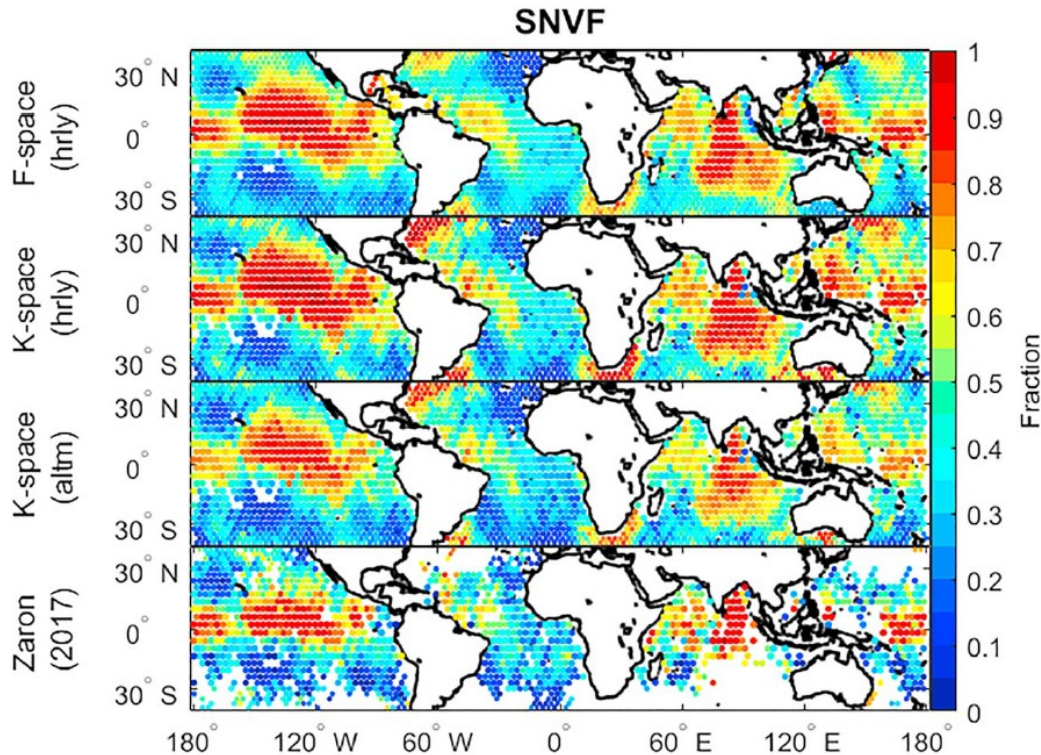 SNVF
F-space
(hrly)
30° N
0°
30° S
K-space
(hrly)
30° N
0°
30° S
K-space
(altm)
30° N
0°
30° S
Zaron
(2017)
30° N
0°
30° S
180° 120° W 60° W 0° 60° E 120° E 180°
1
0.9
0.8
0.7
0.6
0.5
0.4
0.3
0.2
0.1
0
Fraction